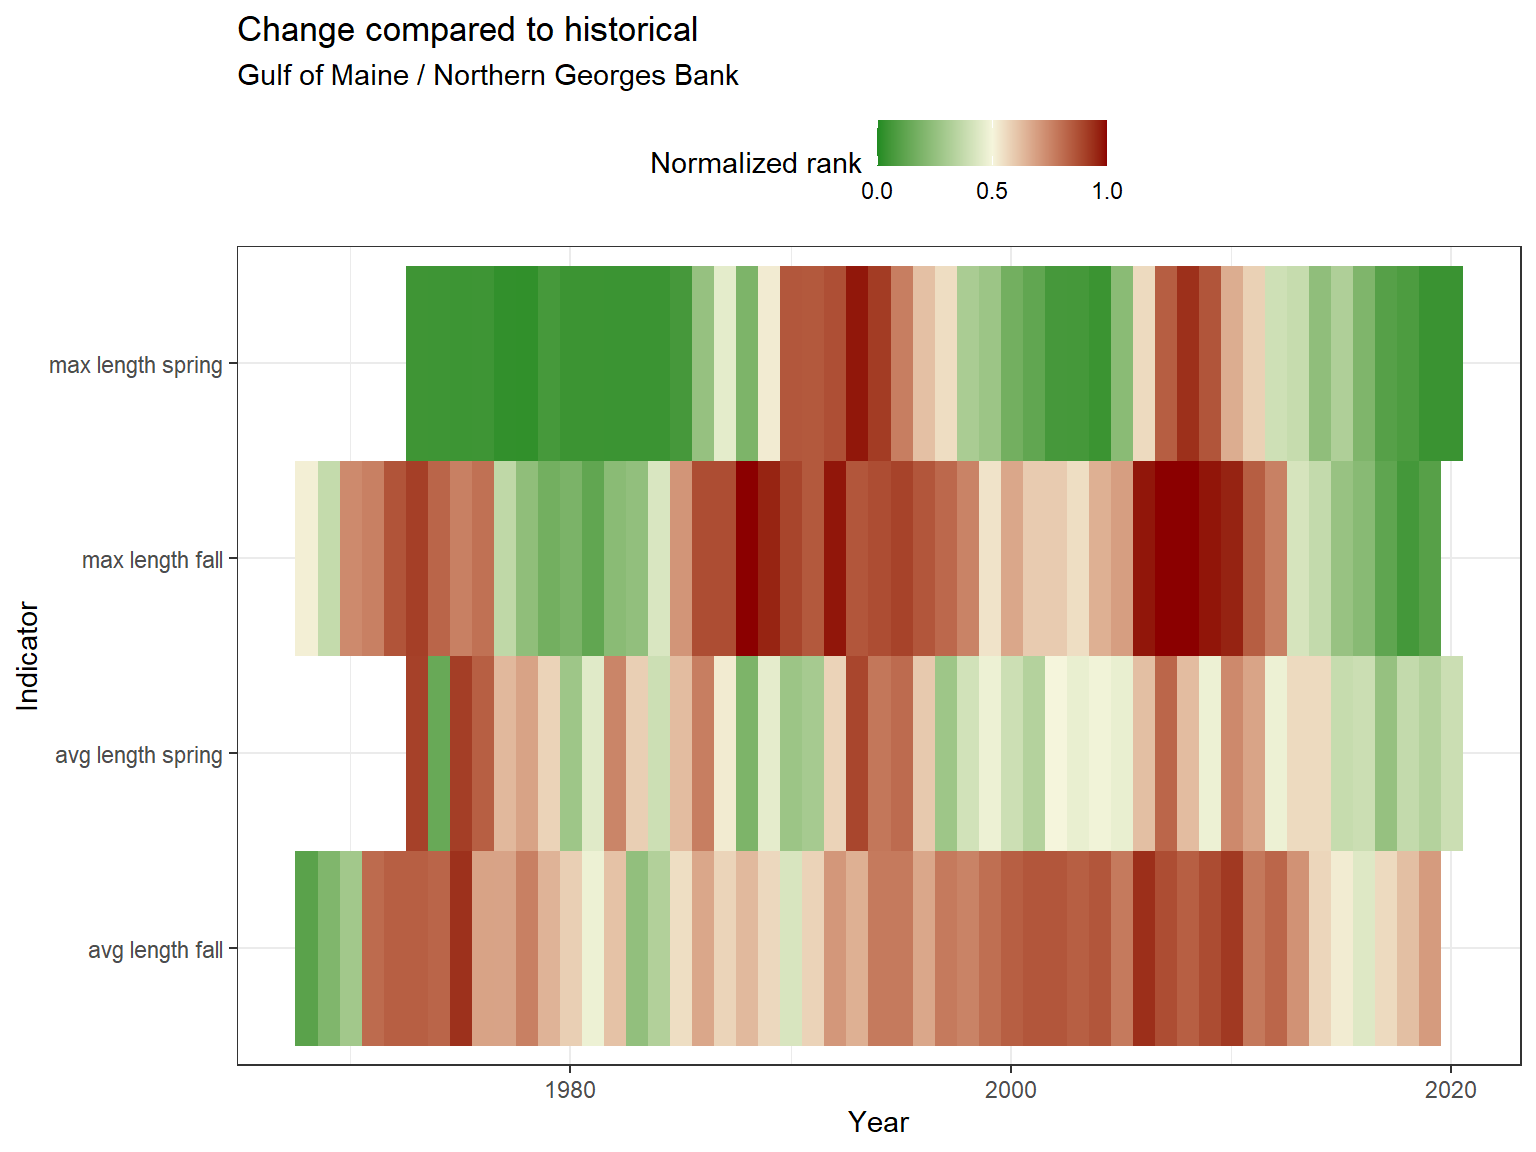 Change compared to historical
Gulf of Maine / Northern Georges Bank
Normalized rank
0.0 0.5 1.0
Indicator
max length spring
max length fall
avg length spring
avg length fall
1980 2000 2020
Year